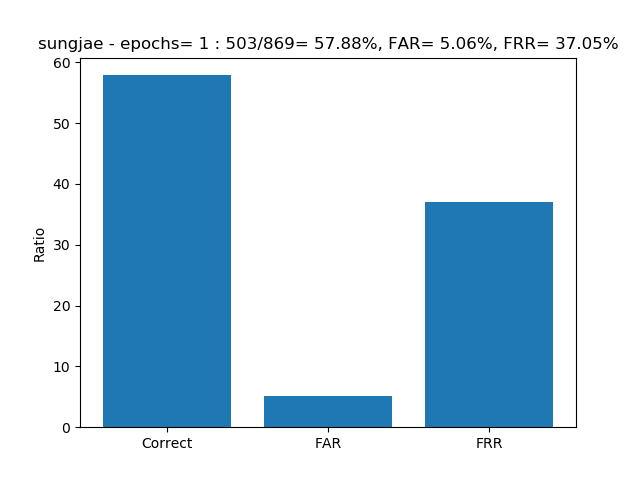 sungjae - epochs= 1 : 503/869= 57.88%, FAR= 5.06%, FRR= 37.05%
60
50
40
30
20
10
0
Ratio
Correct FAR FRR